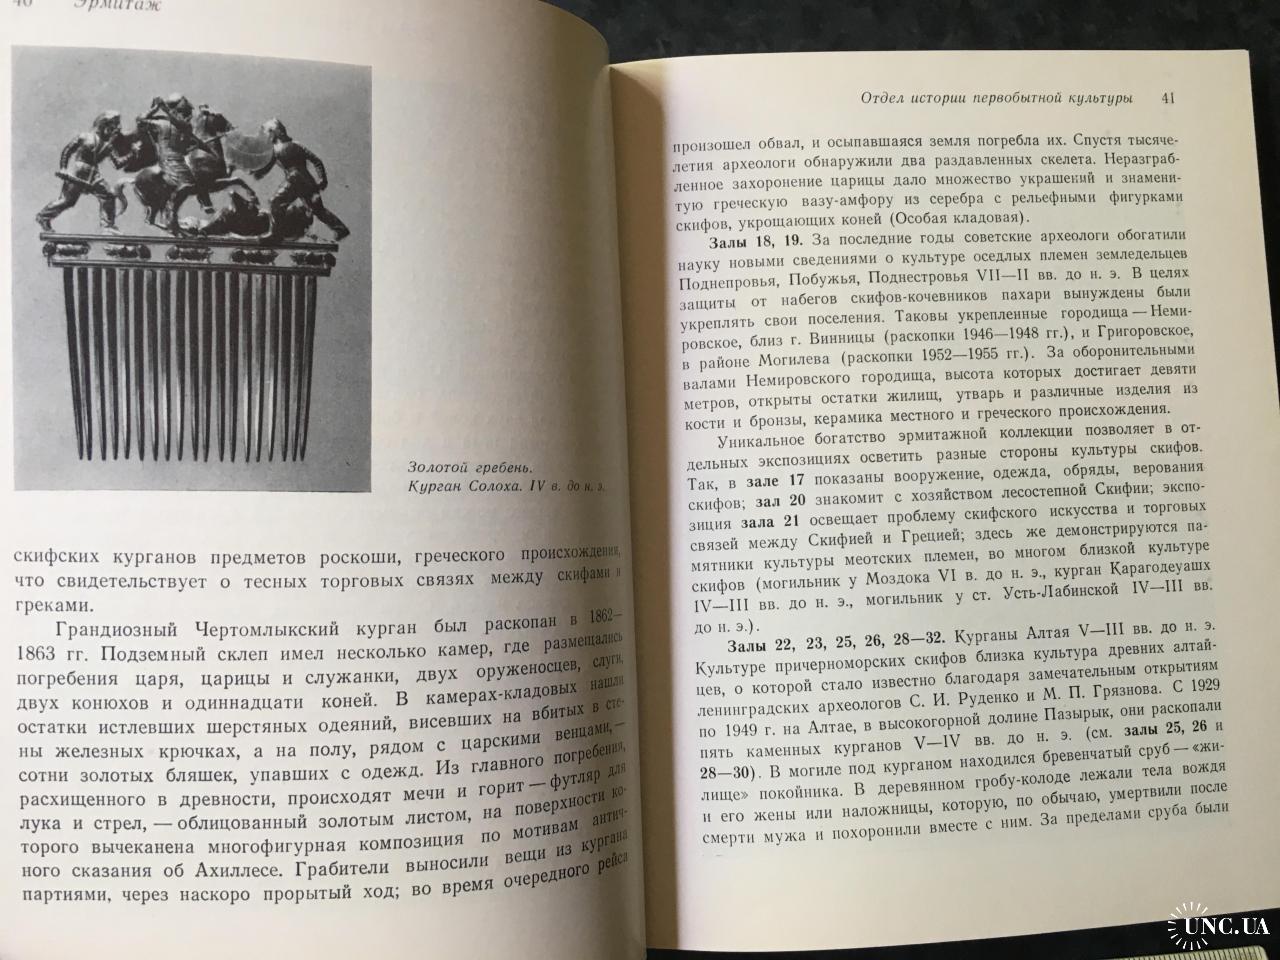 40 Эрмитаж
Золотой гребень.
Курган Солоха. IV в. до н. э.
скифских курганов предметов роскоши, греческого происхождения,
что свидетельствует о тесных торговых связях между скифами и
греками.
Грандиозный Чертомлыкский курган был раскопан в 1862—
1863 гг. Подземный склеп имел несколько камер, где размещались
погребения царя, царицы и служанки, двух оруженосцев, слуги,
двух конюхов и одиннадцати коней. В камерах-кладовых нашли
остатки истлевших шерстяных одеяний, висевших на вбитых в сте-
ны железных крючках, а на полу, рядом с царскими венцами,—
сотни золотых бляшек, упавших с одежд. Из главного погребения,
расхищенного в древности, происходят мечи и горит — футляр для
лука и стрел, — облицованный золотым листом, на поверхности ко-
торого вычеканена многофигурная композиция по мотивам антич-
ного сказания об Ахиллесе. Грабители выносили вещи из кургана
партиями, через наскоро прорытый ход; во время очередного рейса
Отдел истории первобытной культуры 41
произошел обвал, и осыпавшаяся земля погребла их. Спустя тысяче-
летия археологи обнаружили два раздавленных скелета. Неразграб-
ленное захоронение царицы дало множество украшений и знамени-
тую греческую вазу-амфору из серебра с рельефными фигурками
скифов, укрощающих коней (Особая кладовая).
Залы 18, 19. За последние годы советские археологи обогатили
науку новыми сведениями о культуре оседлых племен земледельцев
Поднепровья, Побужья, Поднестровья VII—II вв. до н. э. В целях
защиты от набегов скифов-кочевников пахари вынуждены были
укреплять свои поселения. Таковы укрепленные городища — Неми-
ровское, близ г. Винницы (раскопки 1946—1948 гг.), и Григоровское,
в районе Могилева (раскопки 1952—1955 гг.). За оборонительными
валами Немировского городища, высота которых достигает девяти
метров, открыты остатки жилищ, утварь и различные изделия из
кости и бронзы, керамика местного и греческого происхождения.
Уникальное богатство эрмитажной коллекции позволяет в от-
дельных экспозициях осветить разные стороны культуры скифов.
Так, в зале 17 показаны вооружение, одежда, обряды, верования
скифов; зал 20 знакомит с хозяйством лесостепной Скифии; экспо-
зиция зала 21 освещает проблему скифского искусства и торговых
связей между Скифией и Грецией; здесь же демонстрируются па-
мятники культуры меотских племен, во многом близкой культуре
скифов (могильник у Моздока VI в. до н. э., курган Карагодеуашх
IV—III вв. до н. э., могильник у ст. Усть-Лабинской IV—III вв.
до н. э.).
Залы 22, 23, 25, 26, 28—32. Курганы Алтая V—III вв. до н. э.
Культуре причерноморских скифов близка культура древних алтай-
цев, о которой стало известно благодаря замечательным открытиям
ленинградских археологов С. И. Руденко и М. П. Грязнова. С 1929
по 1949 г. на Алтае, в высокогорной долине Пазырык, они раскопали
пять каменных курганов V—IV вв. до н. э. (см. залы 25, 26 и
28—30). В могиле под курганом находился бревенчатый сруб — «жи-
лище» покойника. В деревянном гробу-колоде лежали тела вождя
и его жены или наложницы, которую, по обычаю, умертвили после
смерти мужа и похоронили вместе с ним. За пределами сруба были
UNC.UA